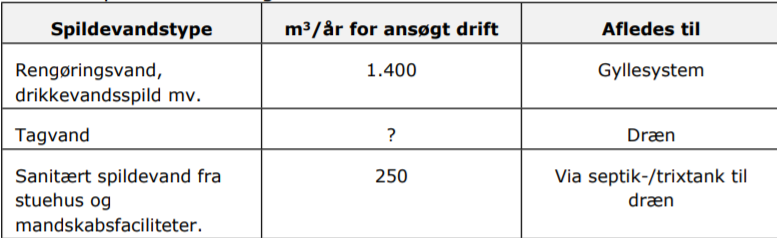 Spildevandstype m³/år for ansøgt drift Afledes til
Rengøringsvand, 1.400 Gyllesystem
drikkevandsspild mv.
Tagvand ? Dræn
Sanitært spildevand fra 250 Via septik-/trixtank til
stuehus og dræn
mandskabsfaciliteter.